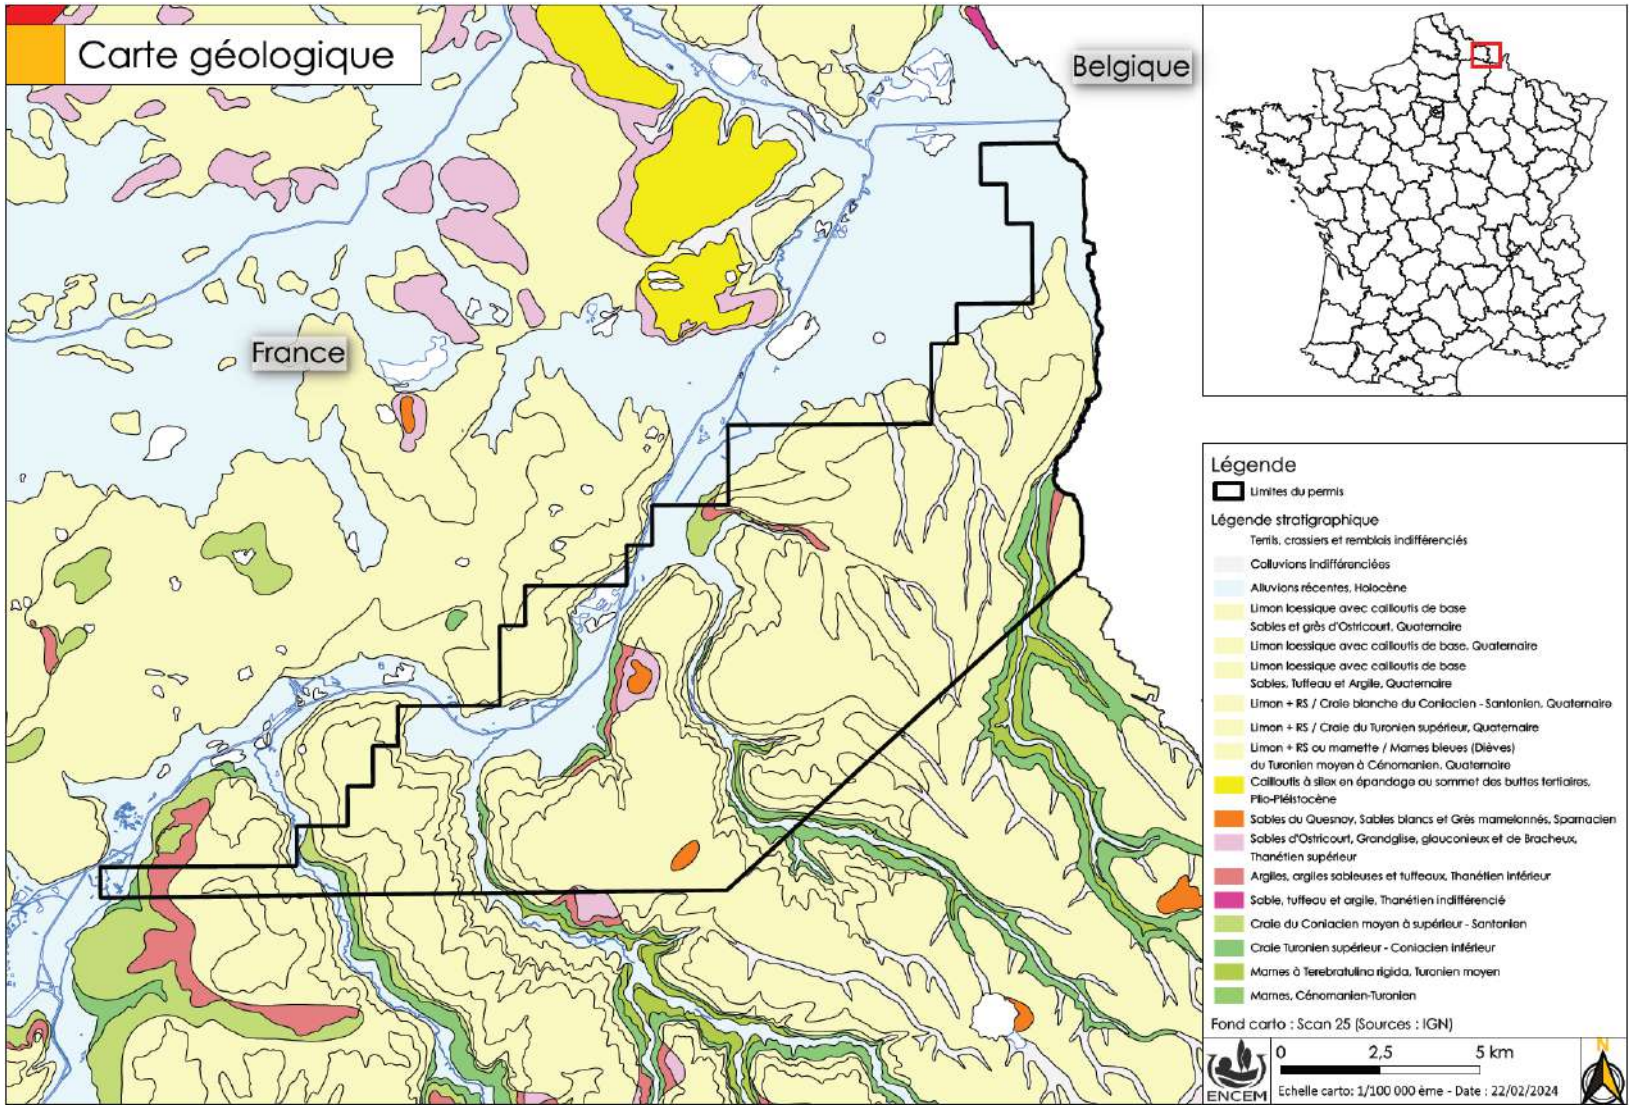 Carte géologique
Belgique
France
Légende
Limites du permis
Légende stratigraphique
Terrils, crassiers et remblais indifférenciés
Colluvions indifférenciées
Alluvions récentes, Holocène
Limon loessique avec cailloutis de base
Sables et grès d'Ostricourt, Quaternaire
Limon loessique avec cailloutis de base, Quaternaire
Limon loessique avec cailloutis de base
Sables, Tuffeau et Argile, Quaternaire
Limon + RS / Craie blanche du Coniacien - Santonien, Quaternaire
Limon + RS / Craie du Turonien supérieur, Quaternaire
Limon + RS ou marnette / Marnes bleues (Dièves)
du Turonien moyen à Cénomanien, Quaternaire
Cailloutis à silex en épandage au sommet des buttes tertiaires,
Plio-Pléistocène
Sables du Quesnoy, Sables blancs et Grès mamelonnés, Sparnacien
Sables d'Ostricourt, Grandglise, glauconieux et de Bracheux,
Thanétien supérieur
Argiles, argiles sableuses et tuffeaux, Thanétien inférieur
Sable, tuffeau et argile, Thanétien indifférencié
Craie du Coniacien moyen à supérieur - Santonien
Craie Turonien supérieur - Coniacien inférieur
Marnes à Terebratulina rigida, Turonien moyen
Marnes, Cénomanien-Turonien
Fond carto : Scan 25 (Sources : IGN)
0 2,5 5 km
N
ENCEM
Echelle carto: 1/100 000 ème - Date : 22/02/2024